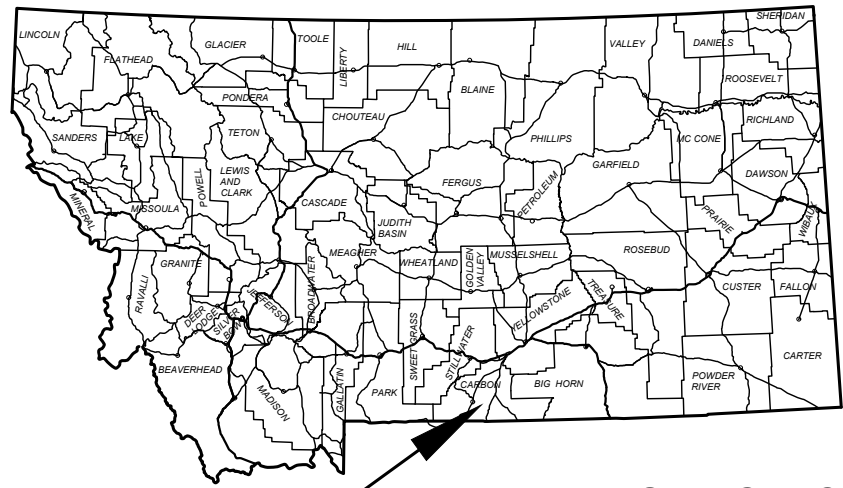 LINCOLN
FLATHEAD
GLACIER
TOOLE
LIBERTY
HILL
BLAINE
PHILLIPS
VALLEY
DANIELS
SHERIDAN
ROOSEVELT
PONDERA
TETON
CHOUTEAU
SANDERS
LAKE
MINERAL
MISSOULA
POWELL
LEWIS
AND
CLARK
CASCADE
FERGUS
PETROLEUM
GARFIELD
MC CONE
RICHLAND
DAWSON
PRAIRIE
WIBAUX
JUDITH
BASIN
MEAGHER
WHEATLAND
GOLDEN
VALLEY
MUSSELSHELL
ROSEBUD
TREASURE
YELLOWSTONE
CUSTER
FALLON
CARTER
POWDER
RIVER
BIG HORN
CARBON
STILLWATER
SWEET GRASS
PARK
GALLATIN
MADISON
BEAVERHEAD
RAVALLI
GRANITE
DEER
LODGE
SILVER
BOW
JEFFERSON
BROADWATER